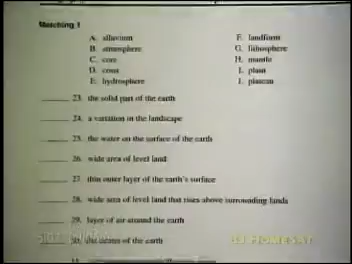 Matching 1
A. alluvium F. landform
B. atmosphere G. lithosphere
C. core H. mantle
D. crust I. plain
E. hydrosphere J. plateau
23. the solid part of the earth
24. a variation in the landscape
25. the water on the surface of the earth
26. wide area of level land
27. thin outer layer of the earth's surface
28. wide area of level land that rises above surrounding lands
29. layer of air around the earth
30. the center of the earth